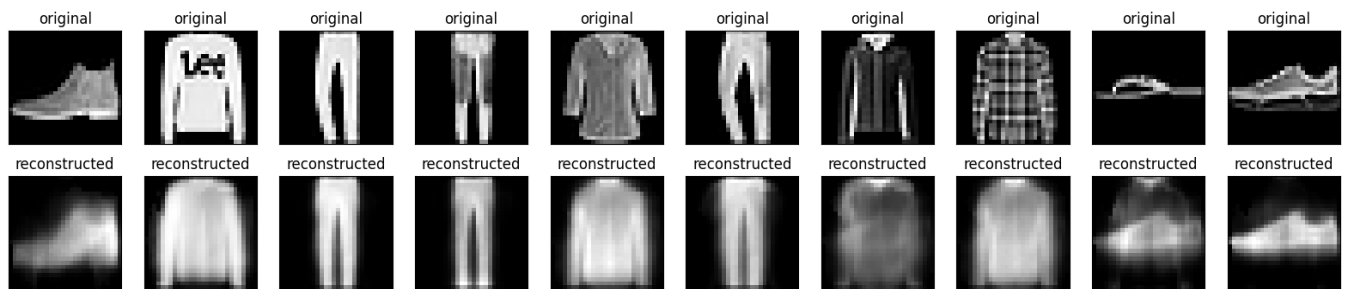 original original original original original original original original original original
Lee
reconstructed reconstructed reconstructed reconstructed reconstructed reconstructed reconstructed reconstructed reconstructed reconstructed